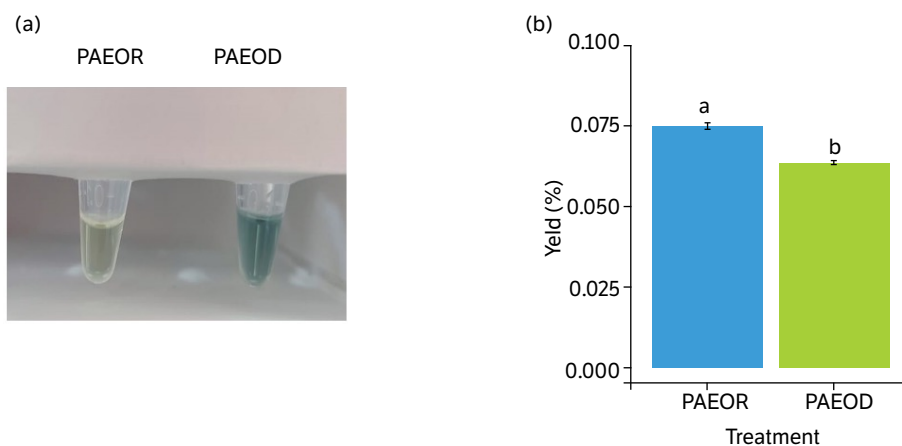 (a)
PAEOR PAEOD
(b)
0.100
0.075
0.050
0.025
0.000
Yeld (%)
a
b
PAEOR PAEOD
Treatment